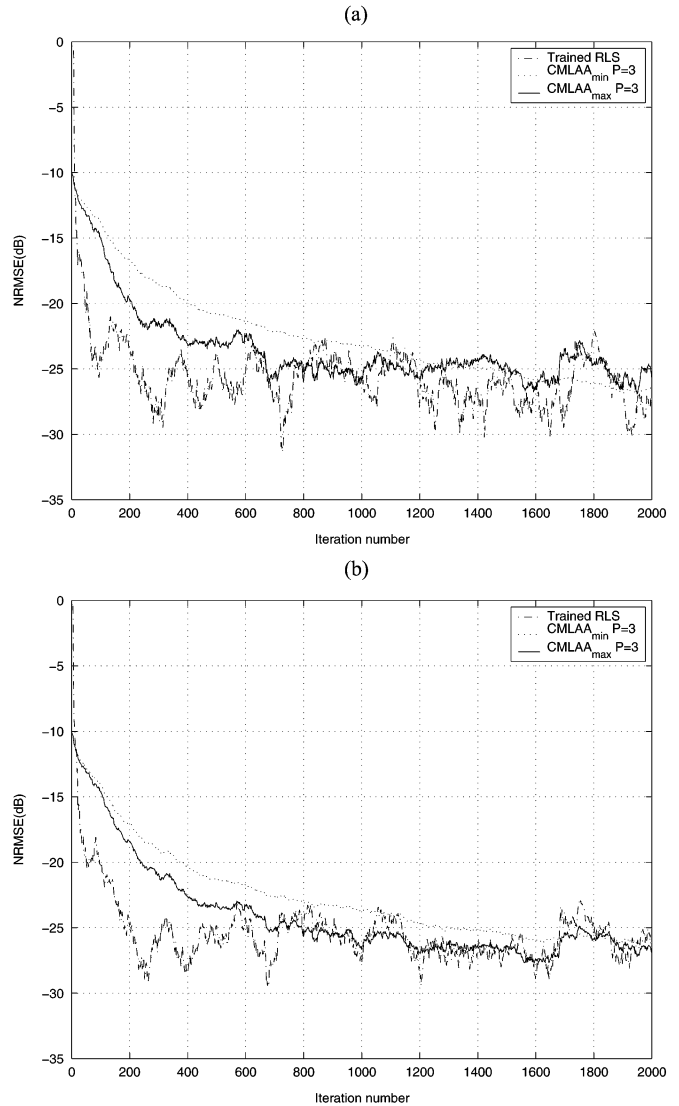 (a)
0
−5
−10
−15
−20
−25
−30
−35
NRMSE(dB)
Trained RLS
CMLAAmin P=3
CMLAAmax P=3
0 200 400 600 800 1000 1200 1400 1600 1800 2000
Iteration number
(b)
0
−5
−10
−15
−20
−25
−30
−35
NRMSE(dB)
Trained RLS
CMLAAmin P=3
CMLAAmax P=3
0 200 400 600 800 1000 1200 1400 1600 1800 2000
Iteration number